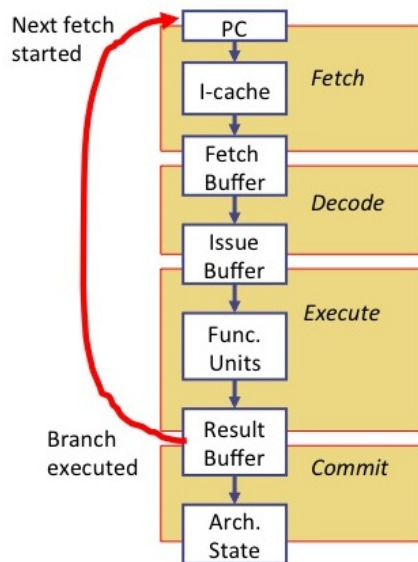 Next fetch
started
PC
Fetch
I-cache
Fetch
Buffer
Decode
Issue
Buffer
Execute
Func.
Units
Branch
executed
Result
Buffer
Commit
Arch.
State